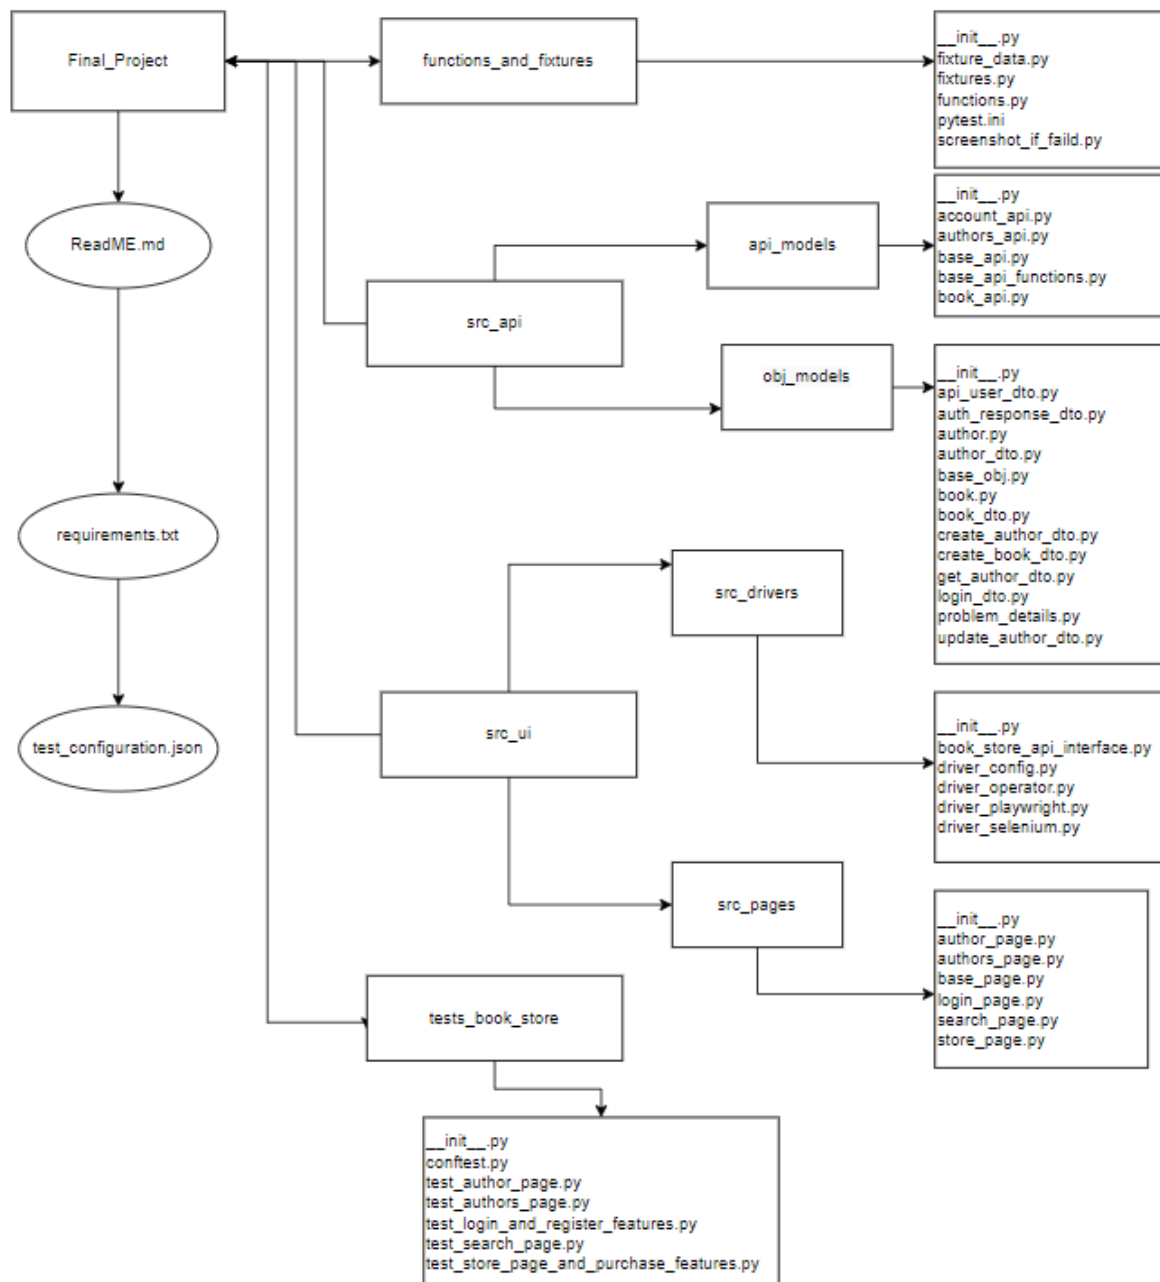 Final_Project
functions_and_fixtures
__init__.py
fixture_data.py
fixtures.py
functions.py
pytest.ini
screenshot_if_faild.py
ReadME.md
src_api
api_models
__init__.py
account_api.py
authors_api.py
base_api.py
base_api_functions.py
book_api.py
obj_models
__init__.py
api_user_dto.py
auth_response_dto.py
author.py
author_dto.py
base_obj.py
book.py
book_dto.py
create_author_dto.py
create_book_dto.py
get_author_dto.py
login_dto.py
problem_details.py
update_author_dto.py
requirements.txt
test_configuration.json
src_ui
src_drivers
__init__.py
book_store_api_interface.py
driver_config.py
driver_operator.py
driver_playwright.py
driver_selenium.py
src_pages
__init__.py
author_page.py
authors_page.py
base_page.py
login_page.py
search_page.py
store_page.py
tests_book_store
__init__.py
conftest.py
test_author_page.py
test_authors_page.py
test_login_and_register_features.py
test_search_page.py
test_store_page_and_purchase_features.py